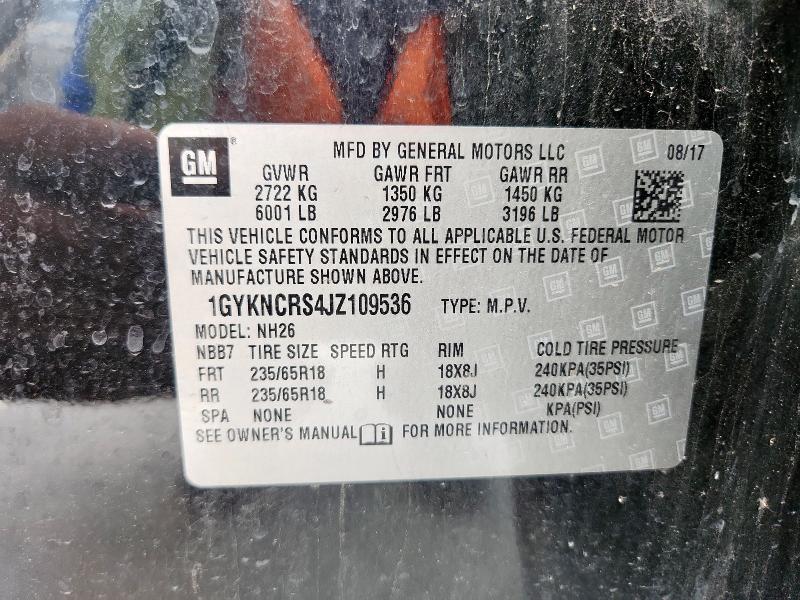 GM
MFD BY GENERAL MOTORS LLC 08/17
GVWR GAWR FRT GAWR RR
2722 KG 1350 KG 1450 KG
6001 LB 2976 LB 3196 LB
THIS VEHICLE CONFORMS TO ALL APPLICABLE U.S. FEDERAL MOTOR
VEHICLE SAFETY STANDARDS IN EFFECT ON THE DATE OF
MANUFACTURE SHOWN ABOVE.
1GYKNCRS4JZ109536 TYPE: M.P.V.
MODEL: NH26
NBB7 TIRE SIZE SPEED RTG RIM COLD TIRE PRESSURE
FRT 235/65R18 H 18X8J 240KPA(35PSI)
RR 235/65R18 H 18X8J 240KPA(35PSI)
SPA NONE NONE KPA(PSI)
SEE OWNER'S MANUAL i FOR MORE INFORMATION.